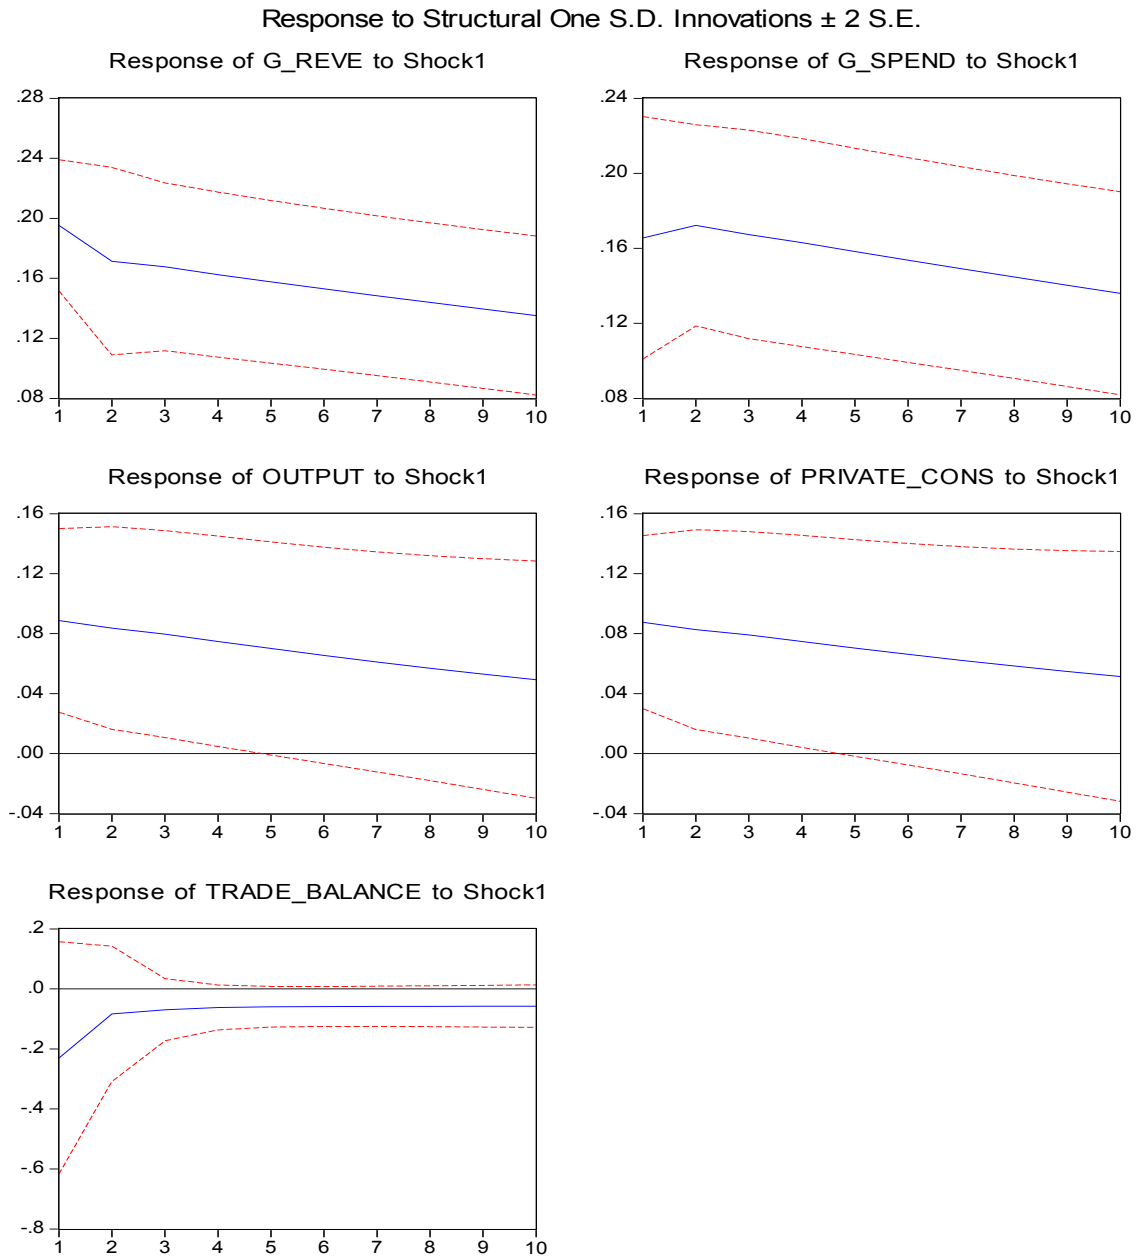 Response to Structural One S.D. Innovations ± 2 S.E.
Response of G_REVE to Shock1
.28
.24
.20
.16
.12
.08
1 2 3 4 5 6 7 8 9 10
Response of G_SPEND to Shock1
.24
.20
.16
.12
.08
1 2 3 4 5 6 7 8 9 10
Response of OUTPUT to Shock1
.16
.12
.08
.04
.00
-.04
1 2 3 4 5 6 7 8 9 10
Response of PRIVATE_CONS to Shock1
.16
.12
.08
.04
.00
-.04
1 2 3 4 5 6 7 8 9 10
Response of TRADE_BALANCE to Shock1
.2
.0
-.2
-.4
-.6
-.8
1 2 3 4 5 6 7 8 9 10